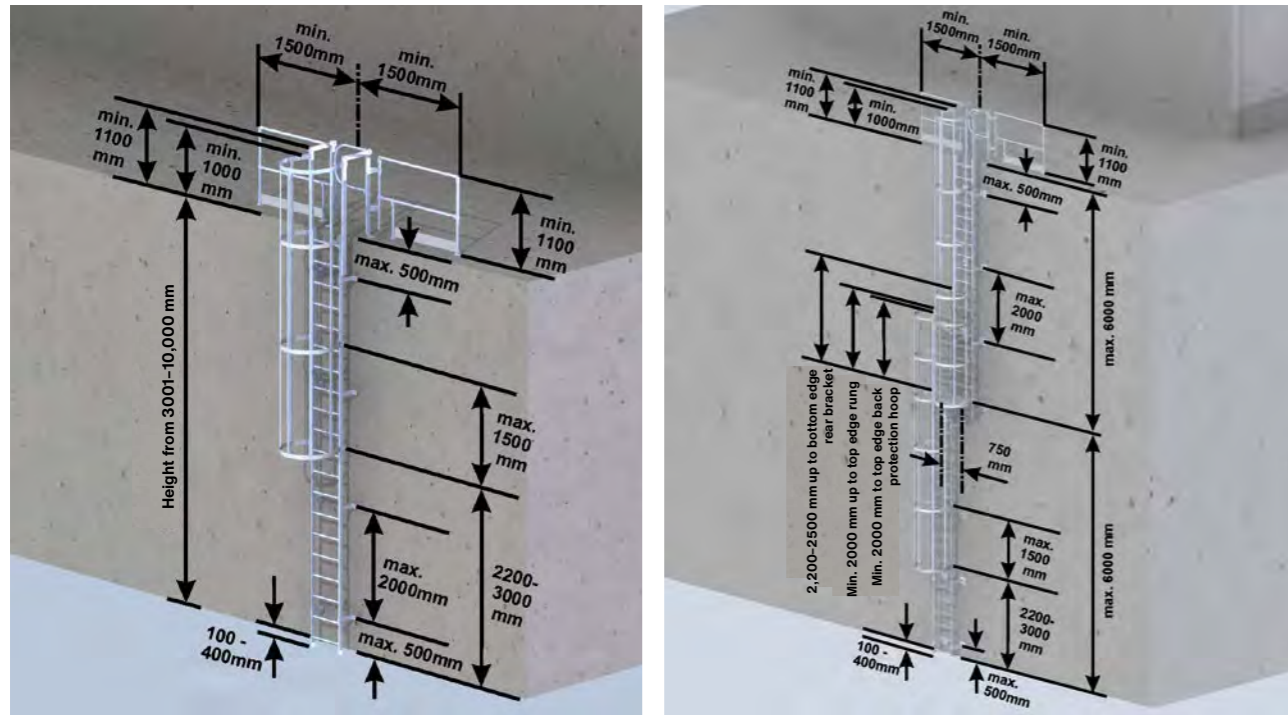 min.
1500mm
min.
1500mm
min.
1100
mm
min.
1000
mm
min.
1100
mm
max. 500mm
Height from 3001–10,000 mm
max.
1500
mm
max.
2000mm
2200-
3000
mm
100 -
400mm
max. 500mm
min.
1500mm
min.
1500mm
min.
1100
mm
min.
1000mm
min.
1100
mm
max. 500mm
max.
2000
mm
max. 6000 mm
2,200–2500 mm up to bottom edge
rear bracket
Min. 2000 mm up to top edge rung
Min. 2000 mm to top edge back
protection hoop
750
mm
max.
1500
mm
max. 6000 mm
2200-
3000
mm
100 -
400mm
max.
500mm